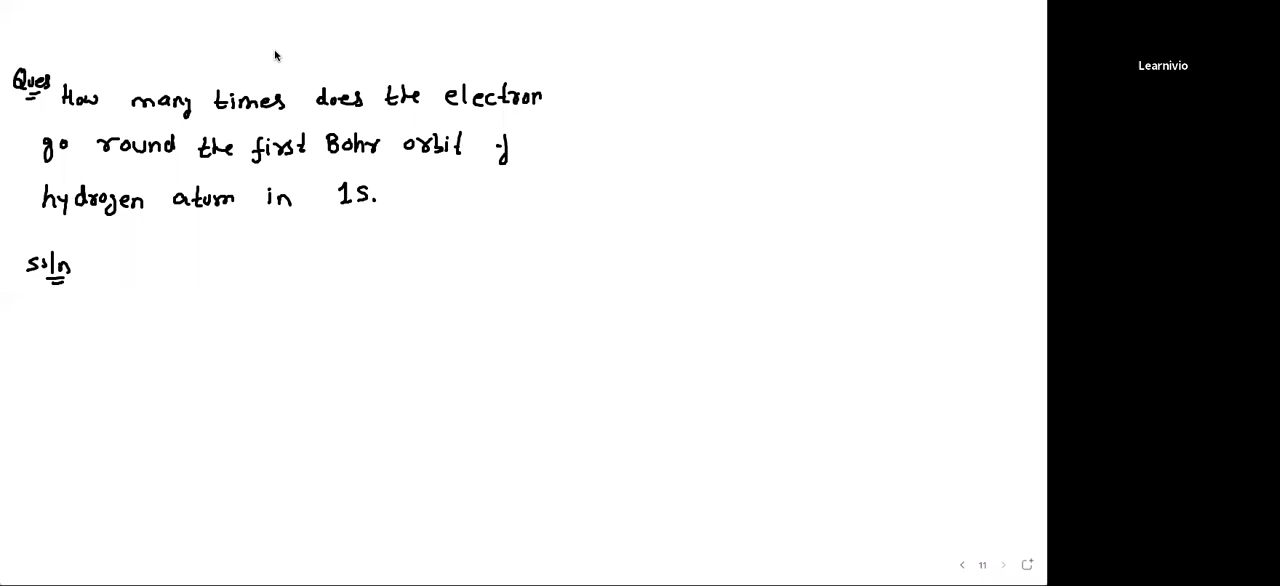 Ques How many times does the electron
go round the first Bohr orbit of
hydrogen atom in 1s.
Soln
Learnivio
11